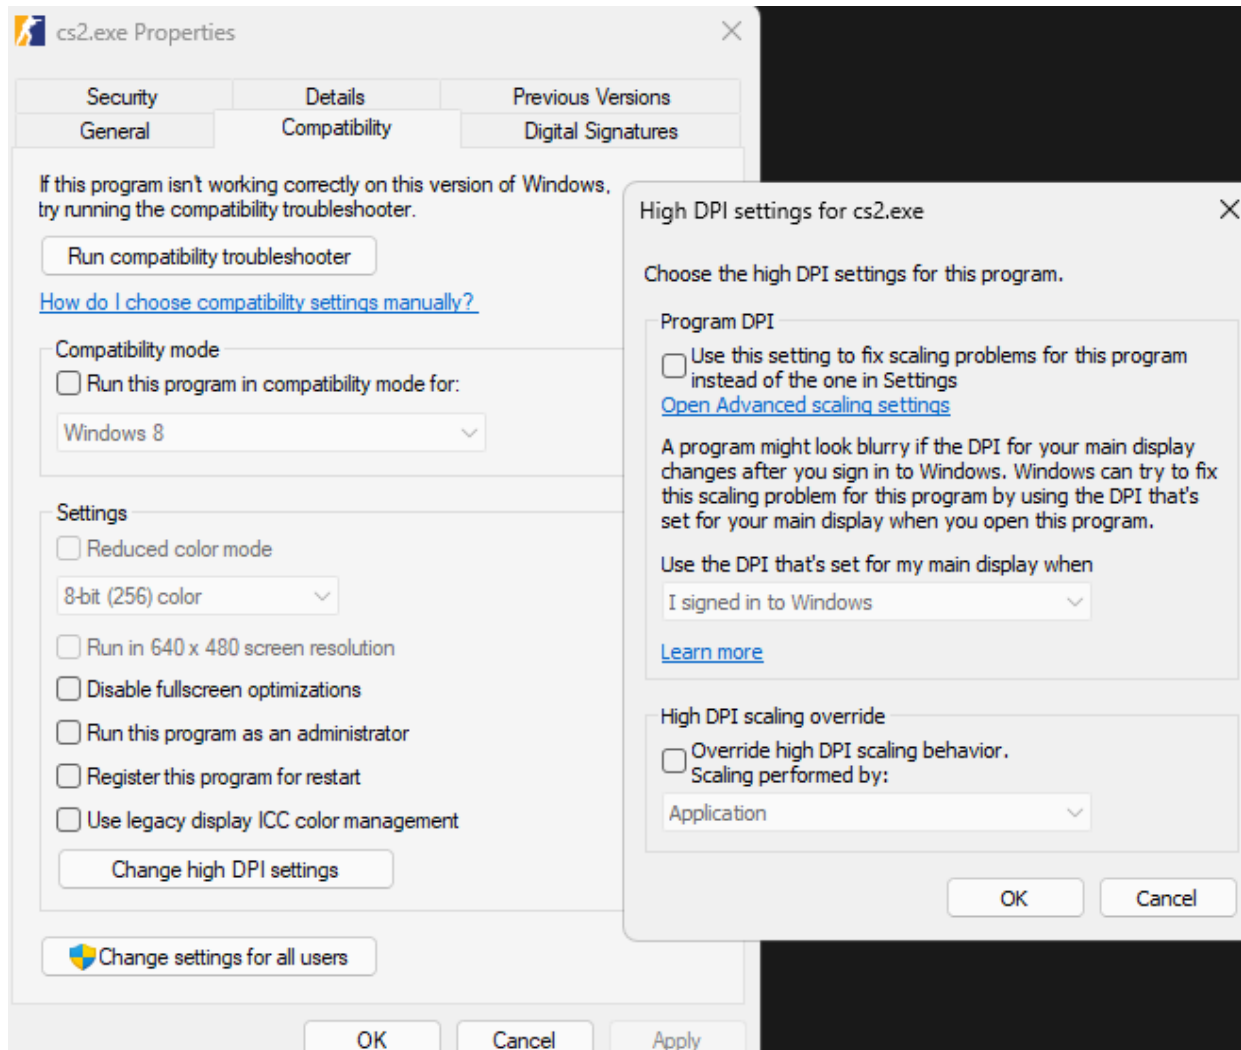 cs2.exe Properties
Security
Details
Previous Versions
General
Compatibility
Digital Signatures
If this program isn't working correctly on this version of Windows,
try running the compatibility troubleshooter.
Run compatibility troubleshooter
How do I choose compatibility settings manually?
Compatibility mode
Run this program in compatibility mode for:
Windows 8
Settings
Reduced color mode
8-bit (256) color
Run in 640 x 480 screen resolution
Disable fullscreen optimizations
Run this program as an administrator
Register this program for restart
Use legacy display ICC color management
Change high DPI settings
Change settings for all users
OK
Cancel
Apply
High DPI settings for cs2.exe
Choose the high DPI settings for this program.
Program DPI
Use this setting to fix scaling problems for this program
instead of the one in Settings
Open Advanced scaling settings
A program might look blurry if the DPI for your main display
changes after you sign in to Windows. Windows can try to fix
this scaling problem for this program by using the DPI that's
set for your main display when you open this program.
Use the DPI that's set for my main display when
I signed in to Windows
Learn more
High DPI scaling override
Override high DPI scaling behavior.
Scaling performed by:
Application
OK
Cancel